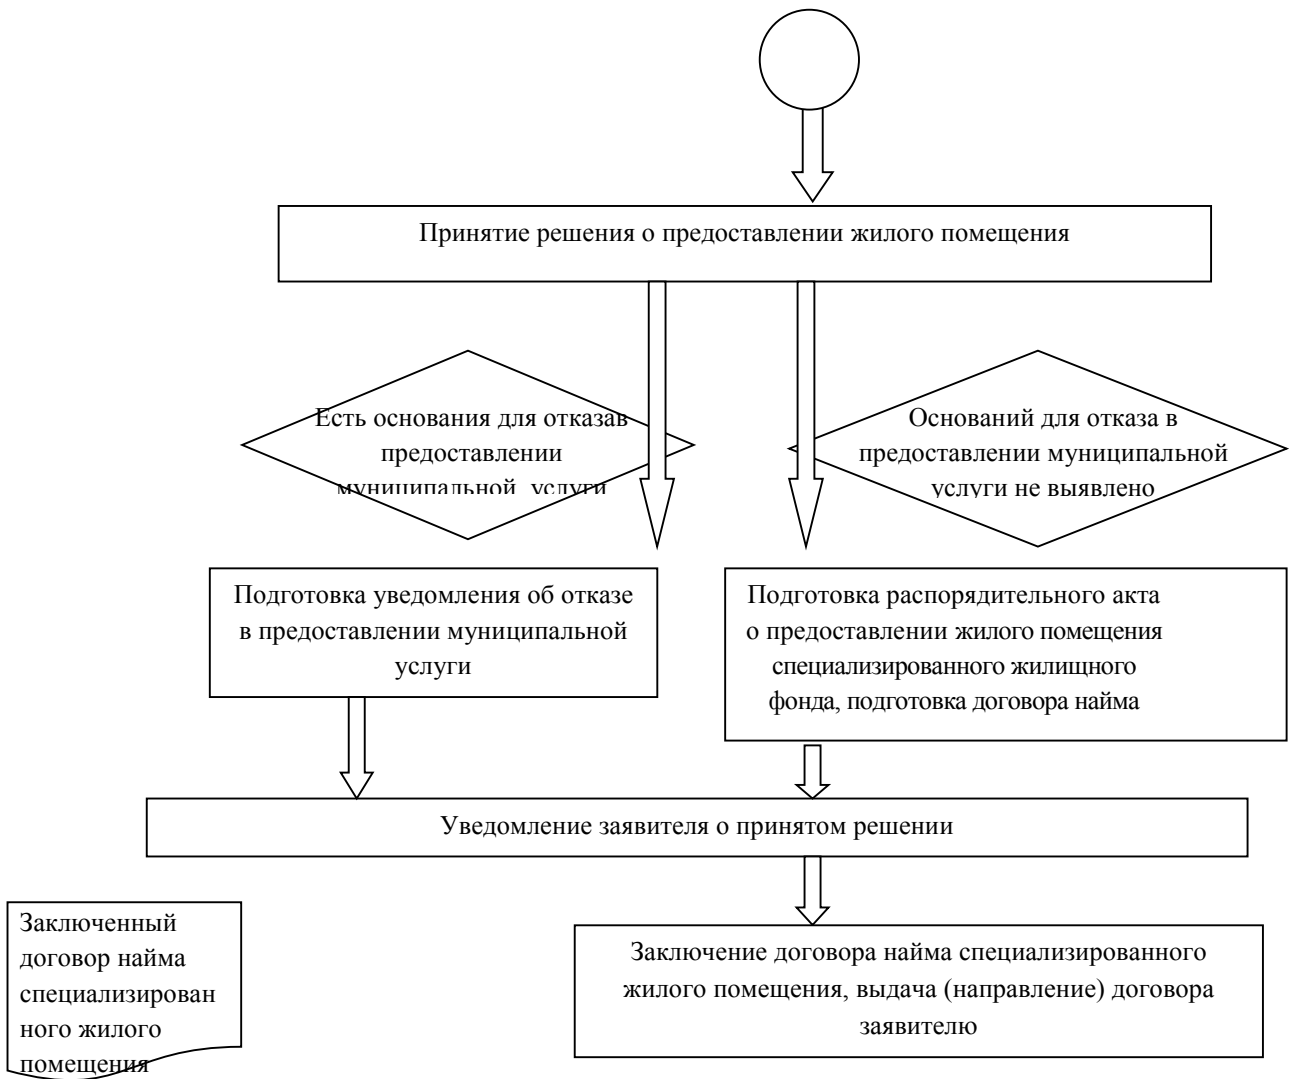 Принятие решения о предоставлении жилого помещения
Есть основания для отказав
предоставлении
муниципальной услуги
Оснований для отказа в
предоставлении муниципальной
услуги не выявлено
Подготовка уведомления об отказе
в предоставлении муниципальной
услуги
Подготовка распорядительного акта
о предоставлении жилого помещения
специализированного жилищного
фонда, подготовка договора найма
Уведомление заявителя о принятом решении
Заключенный
договор найма
специализирован
ного жилого
помещения
Заключение договора найма специализированного
жилого помещения, выдача (направление) договора
заявителю